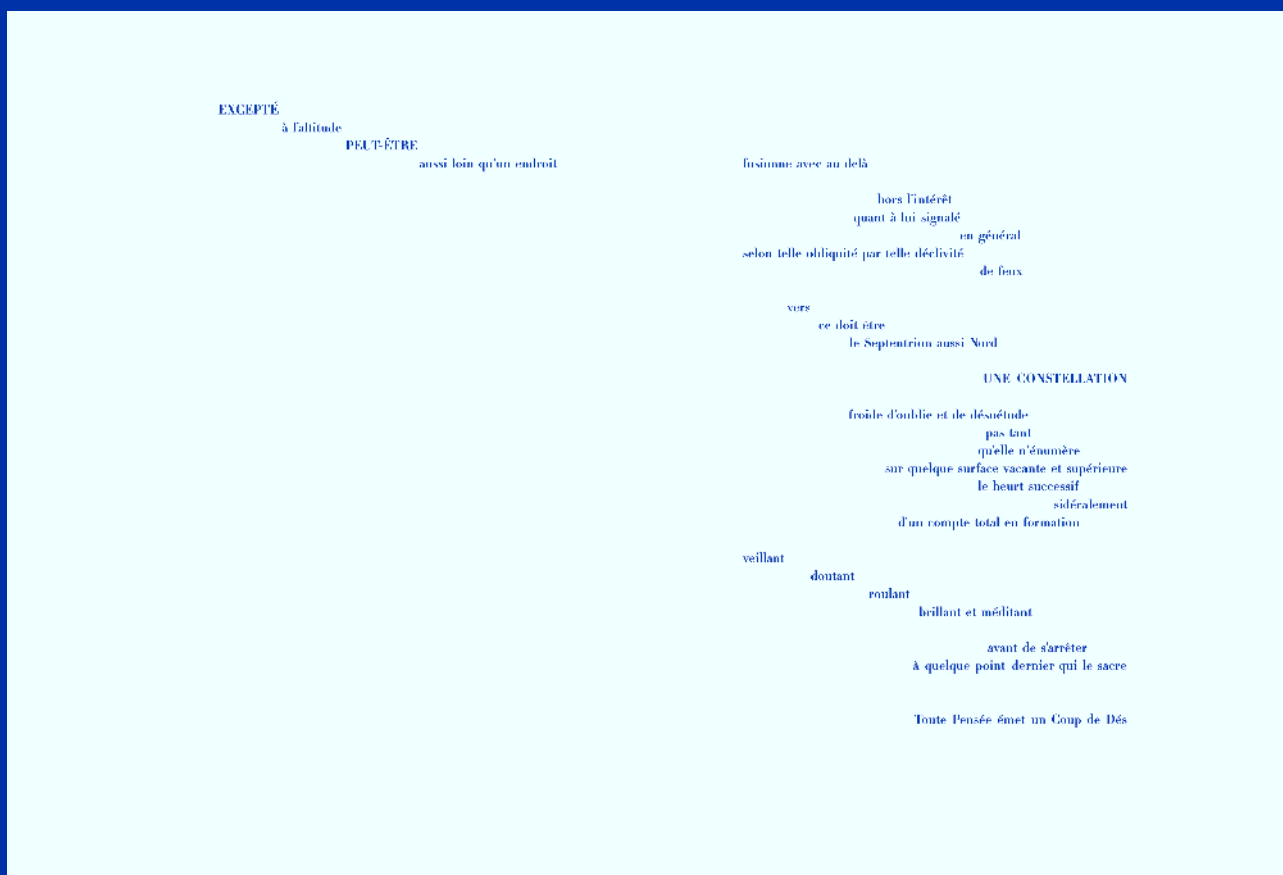 EXCEPTÉ
à l'altitude
PEUT-ÊTRE
aussi loin qu'un endroit fusionne avec au delà
hors l'intérêt
quant à lui signalé
en général
selon telle obliquité par telle déclivité
de feux
vers
ce doit être
le Septentrion aussi Nord
UNE CONSTELLATION
froide d'oublie et de désuétude
pas tant
qu'elle n'énumère
sur quelque surface vacante et supérieure
le heurt successif
sidéralement
d'un compte total en formation
veillant
doutant
roulant
brillant et méditant
avant de s'arrêter
à quelque point dernier qui le sacre
Toute Pensée émet un Coup de Dés